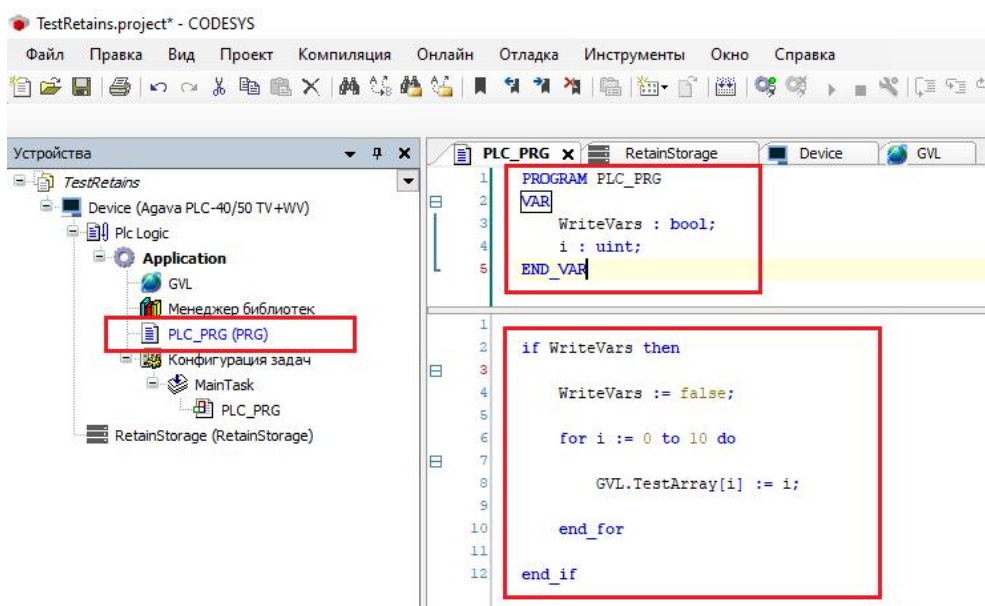 TestRetains.project* - CODESYS
Файл Правка Вид Проект Компиляция Онлайн Отладка Инструменты Окно Справка
Устройства
TestRetains
Device (Agava PLC-40/50 TV+WV)
Plc Logic
Application
GVL
Менеджер библиотек
PLC_PRG (PRG)
Конфигурация задач
MainTask
PLC_PRG
RetainStorage (RetainStorage)
PLC_PRG RetainStorage Device GVL
1 PROGRAM PLC_PRG
2 VAR
3 WriteVars : bool;
4 i : uint;
5 END_VAR
1
2 if WriteVars then
3
4 WriteVars := false;
5
6 for i := 0 to 10 do
7
8 GVL.TestArray[i] := i;
9
10 end_for
11
12 end_if